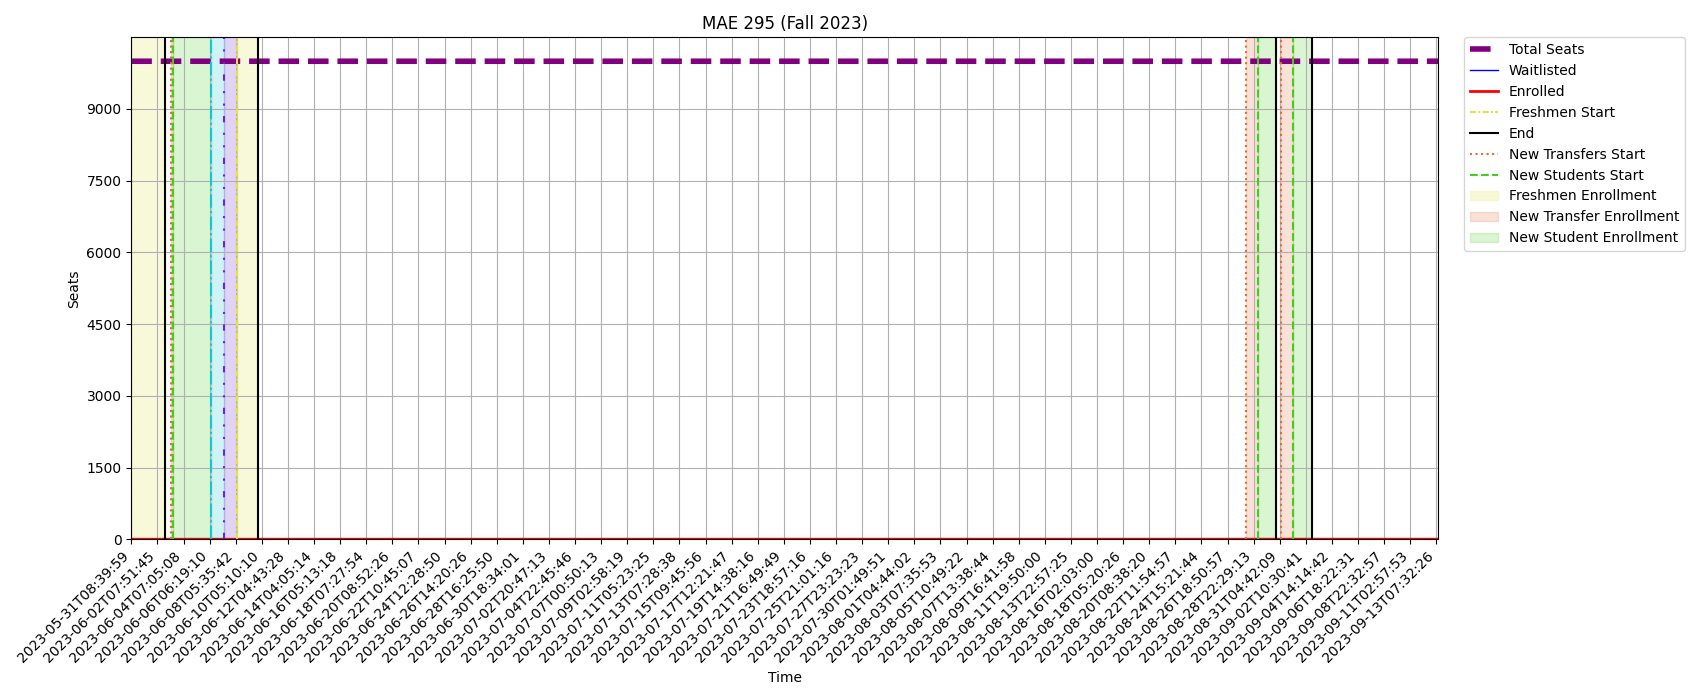 MAE 295 (Fall 2023)
Total Seats
Waitlisted
Enrolled
Freshmen Start
End
New Transfers Start
New Students Start
Freshmen Enrollment
New Transfer Enrollment
New Student Enrollment
Seats
9000
7500
6000
4500
3000
1500
0
2023-05-31T08:39:59
2023-06-02T07:51:45
2023-06-04T07:05:08
2023-06-06T06:19:10
2023-06-08T05:35:42
2023-06-10T05:10:10
2023-06-12T04:43:28
2023-06-14T04:05:14
2023-06-16T05:13:18
2023-06-18T07:27:54
2023-06-20T08:52:26
2023-06-22T10:45:07
2023-06-24T12:28:50
2023-06-26T14:20:26
2023-06-28T16:25:50
2023-06-30T18:34:01
2023-07-02T20:47:13
2023-07-04T22:45:46
2023-07-07T00:50:13
2023-07-09T02:58:19
2023-07-11T05:23:25
2023-07-13T07:28:38
2023-07-15T09:45:56
2023-07-17T12:21:47
2023-07-19T14:38:16
2023-07-21T16:49:49
2023-07-23T18:57:16
2023-07-25T21:01:16
2023-07-27T23:23:23
2023-07-30T01:49:51
2023-08-01T04:44:02
2023-08-03T07:35:53
2023-08-05T10:49:22
2023-08-07T13:38:44
2023-08-09T16:41:58
2023-08-11T19:50:00
2023-08-13T22:57:25
2023-08-16T02:03:00
2023-08-18T05:20:26
2023-08-20T08:38:20
2023-08-22T11:54:57
2023-08-24T15:21:44
2023-08-26T18:50:57
2023-08-28T22:29:13
2023-08-31T04:42:09
2023-09-02T10:30:41
2023-09-04T14:14:42
2023-09-06T18:22:31
2023-09-08T22:32:57
2023-09-11T02:57:53
2023-09-13T07:32:26
Time